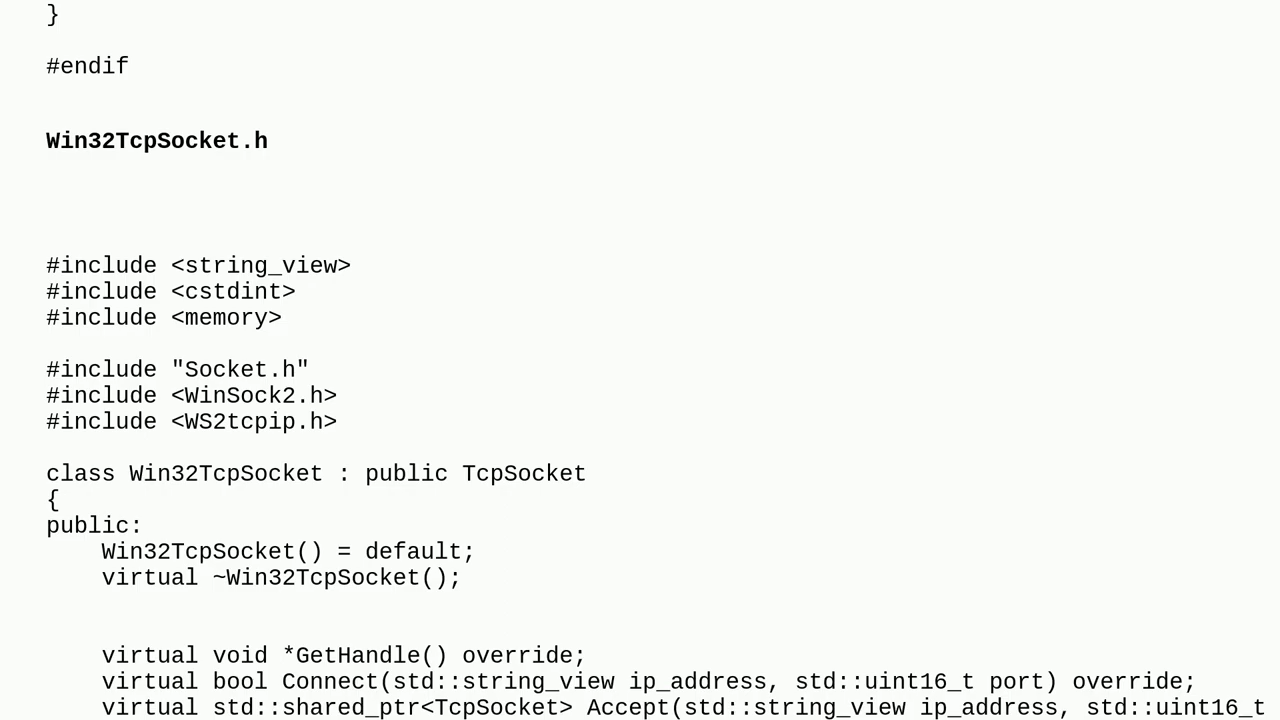 }
#endif
Win32TcpSocket.h
#include <string_view>
#include <cstdint>
#include <memory>
#include "Socket.h"
#include <WinSock2.h>
#include <WS2tcpip.h>
class Win32TcpSocket : public TcpSocket
{
public:
    Win32TcpSocket() = default;
    virtual ~Win32TcpSocket();
    virtual void *GetHandle() override;
    virtual bool Connect(std::string_view ip_address, std::uint16_t port) override;
    virtual std::shared_ptr<TcpSocket> Accept(std::string_view ip_address, std::uint16_t